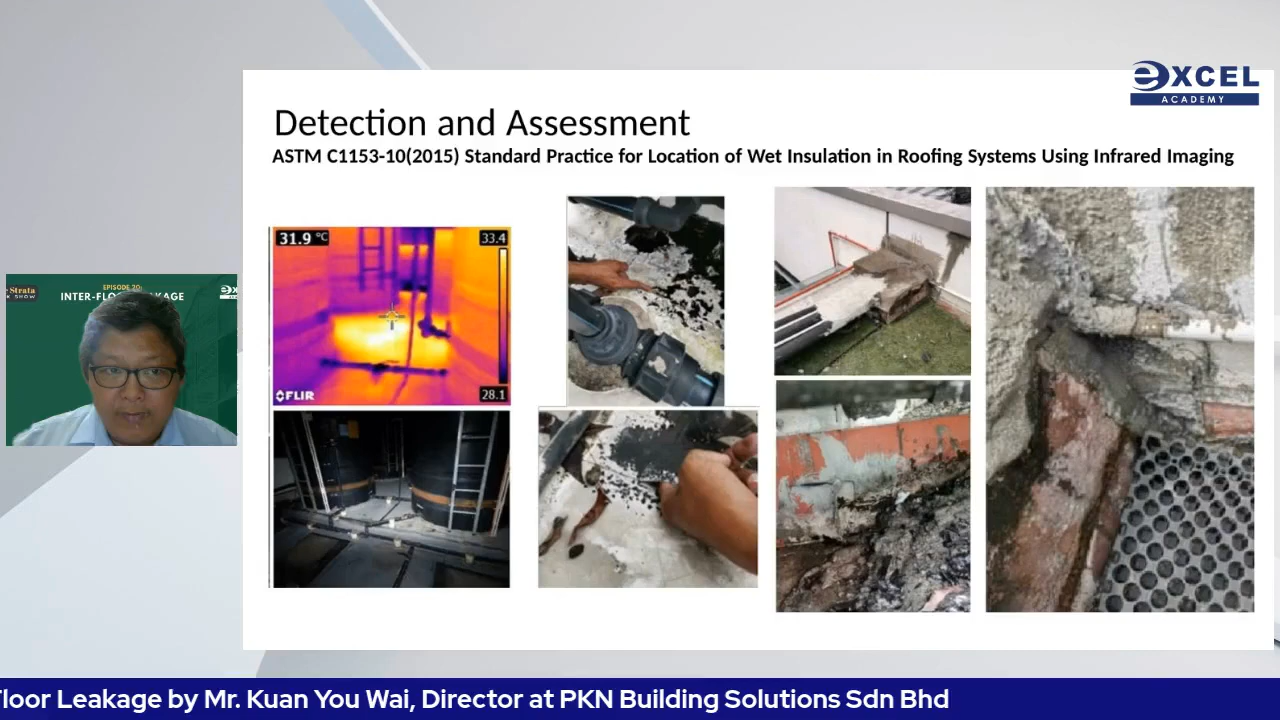 eXCEL
ACADEMY
Detection and Assessment
ASTM C1153-10(2015) Standard Practice for Location of Wet Insulation in Roofing Systems Using Infrared Imaging
31.9 °C
33.4
28.1
FLIR
Strata
SHOW
EPISODE 20:
Floor Leakage by Mr. Kuan You Wai, Director at PKN Building Solutions Sdn Bhd